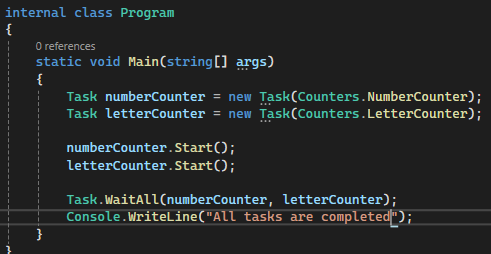 internal class Program
{
0 references
static void Main(string[] args)
{
Task numberCounter = new Task(Counters.NumberCounter);
Task letterCounter = new Task(Counters.LetterCounter);
numberCounter.Start();
letterCounter.Start();
Task.WaitAll(numberCounter, letterCounter);
Console.WriteLine("All tasks are completed");
}
}